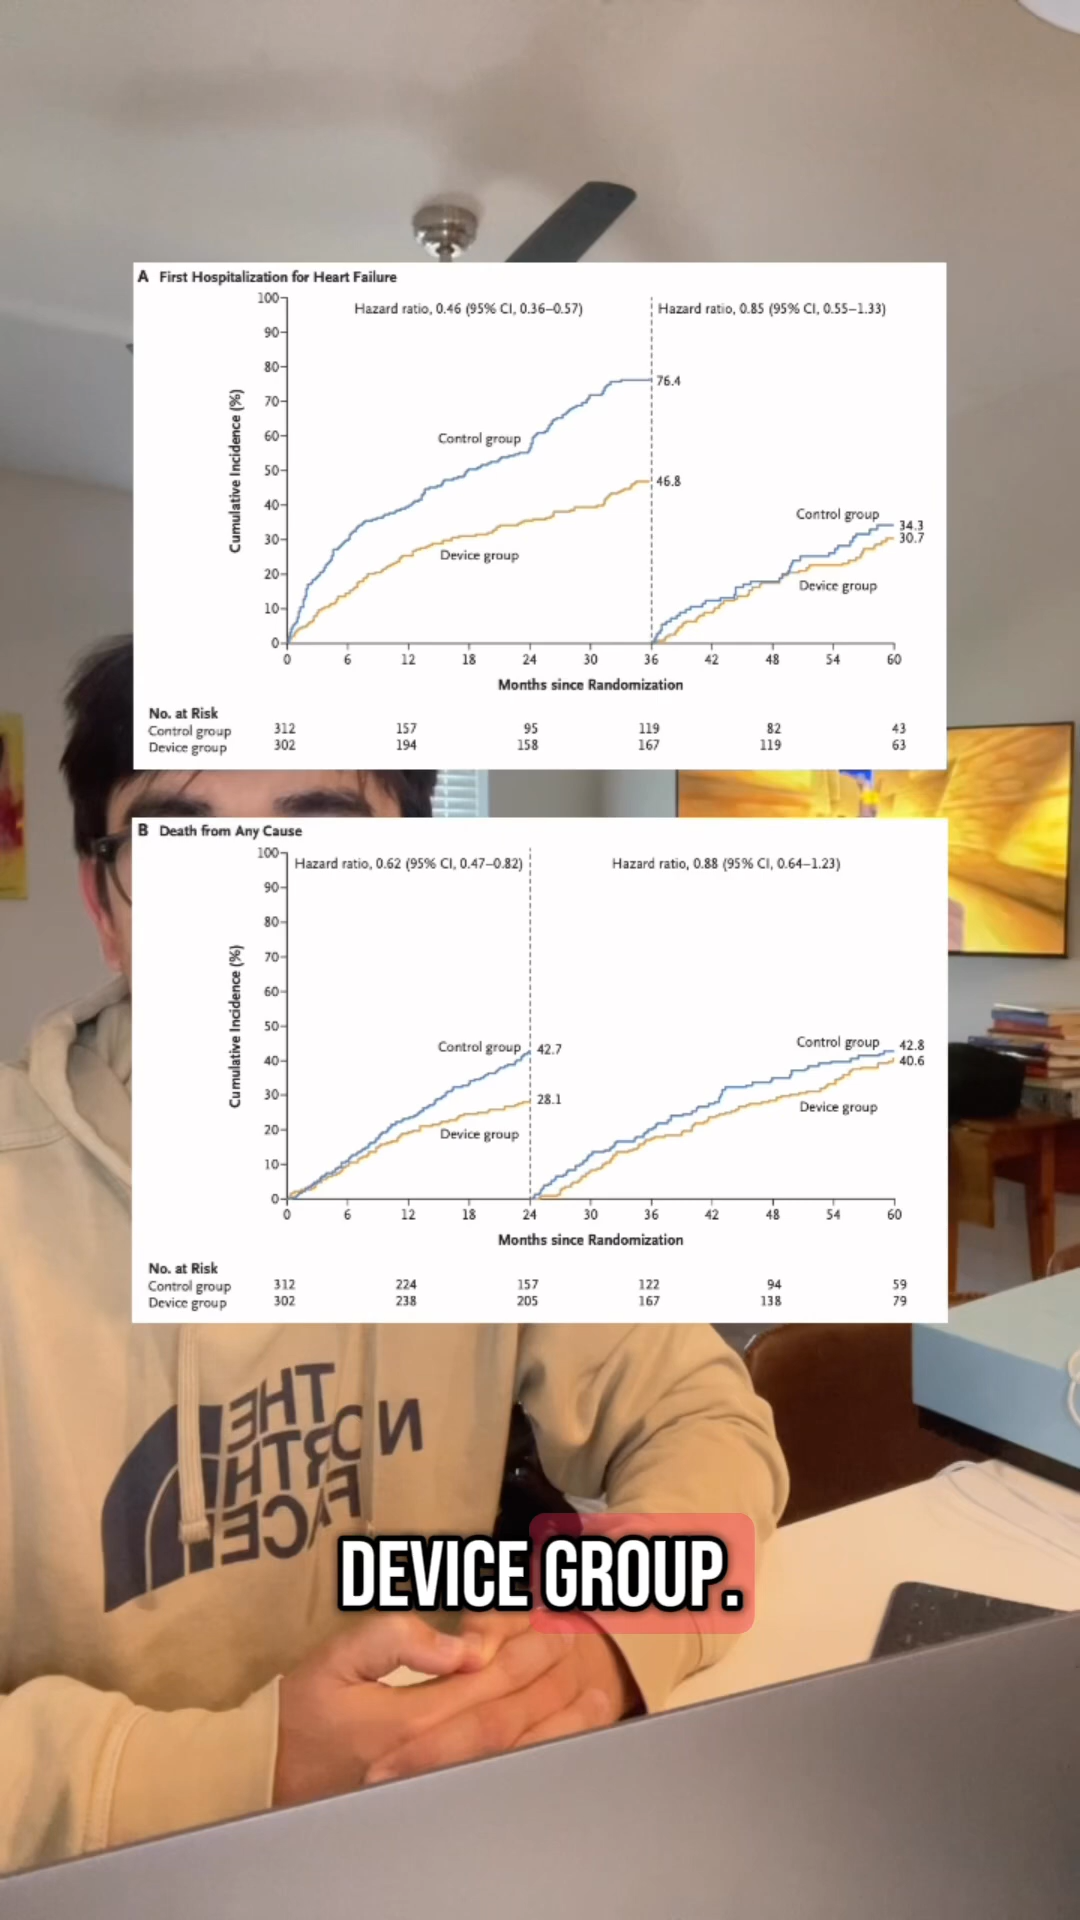 A First Hospitalization for Heart Failure
Hazard ratio, 0.46 (95% CI, 0.36–0.57)
Hazard ratio, 0.85 (95% CI, 0.55–1.33)
Cumulative Incidence (%)
100
90
80
70
60
50
40
30
20
10
0
Control group
76.4
Device group
46.8
Control group
34.3
30.7
Device group
0 6 12 18 24 30 36 42 48 54 60
Months since Randomization
No. at Risk
Control group 312 157 95 119 82 43
Device group 302 194 158 167 119 63
B Death from Any Cause
Hazard ratio, 0.62 (95% CI, 0.47–0.82)
Hazard ratio, 0.88 (95% CI, 0.64–1.23)
Cumulative Incidence (%)
100
90
80
70
60
50
40
30
20
10
0
Control group
42.7
28.1
Device group
Control group
42.8
40.6
Device group
0 6 12 18 24 30 36 42 48 54 60
Months since Randomization
No. at Risk
Control group 312 224 157 122 94 59
Device group 302 238 205 167 138 79
THE
NORTH
FACE
DEVICE GROUP.